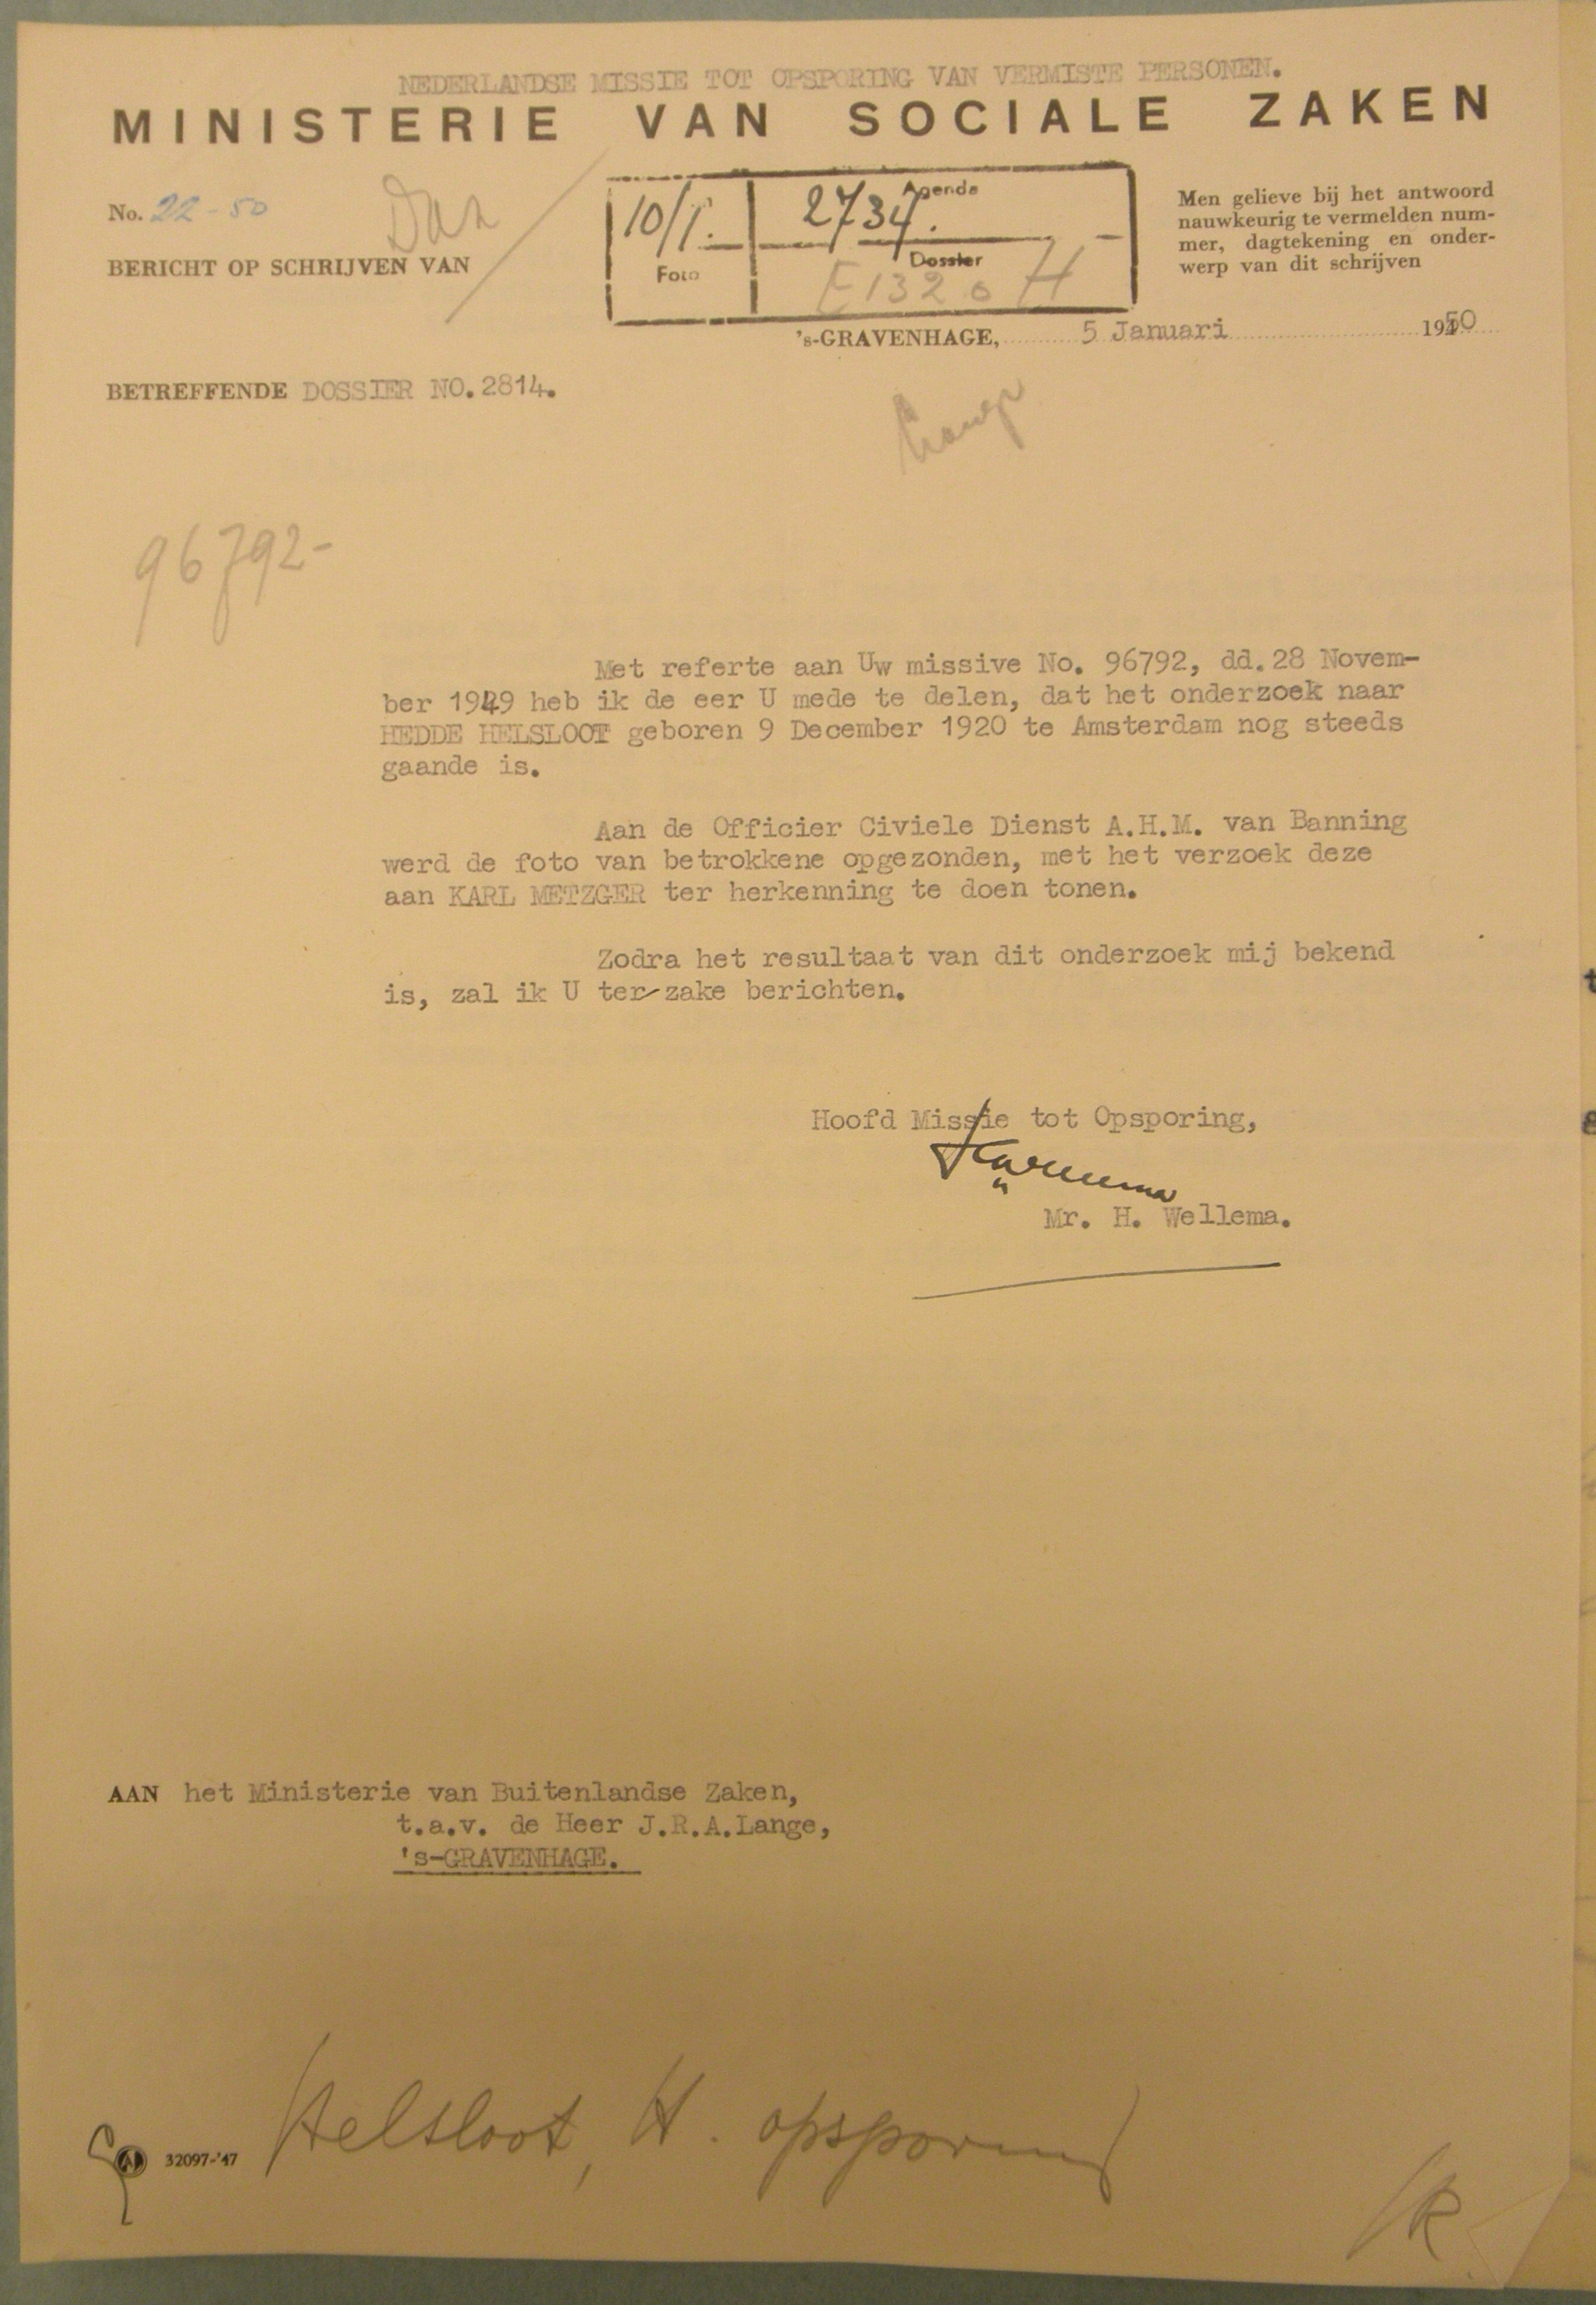 NEDERLANDSE MISSIE TOT OPSPORING VAN VERMISTE PERSONEN.
MINISTERIE VAN SOCIALE ZAKEN
No. 22-50
BERICHT OP SCHRIJVEN VAN
10/1.
2734.
Agenda
Foto
Dossier
E132 H
Men gelieve bij het antwoord
nauwkeurig te vermelden num-
mer, dagtekening en onder-
werp van dit schrijven
's-GRAVENHAGE, 5 Januari 1950
BETREFFENDE DOSSIER NO.2814.
96792-
Met referte aan Uw missive No. 96792, dd.28 Novem-
ber 1949 heb ik de eer U mede te delen, dat het onderzoek naar
HEDDE HELSLOOT geboren 9 December 1920 te Amsterdam nog steeds
gaande is.
Aan de Officier Civiele Dienst A.H.M. van Banning
werd de foto van betrokkene opgezonden, met het verzoek deze
aan KARL METZGER ter herkenning te doen tonen.
Zodra het resultaat van dit onderzoek mij bekend
is, zal ik U ter zake berichten.
Hoofd Missie tot Opsporing,
Mr. H. Wellema.
AAN het Ministerie van Buitenlandse Zaken,
t.a.v. de Heer J.R.A.Lange,
's-GRAVENHAGE.
Helsloot, H. opsporing
32097-'47